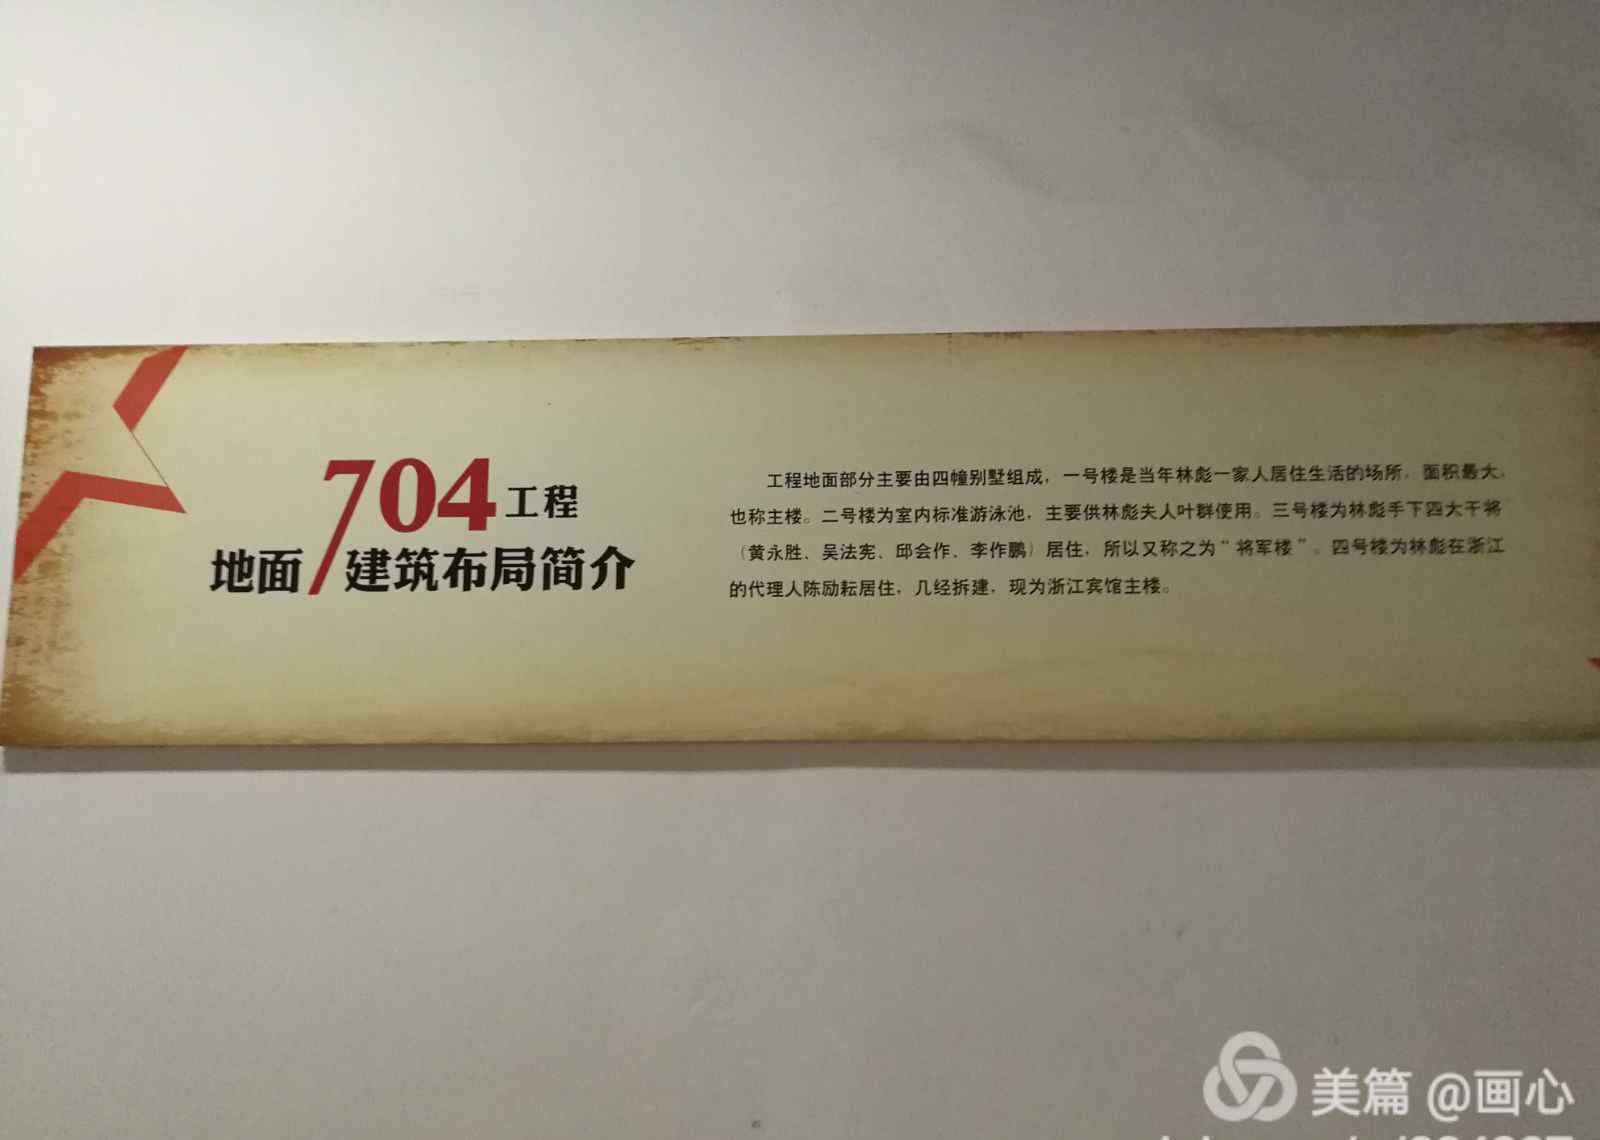 704工程
地面/建筑布局简介
工程地面部分主要由四幢别墅组成，一号楼是当年林彪一家人居住生活的场所，面积最大，
也称主楼。二号楼为室内标准游泳池，主要供林彪夫人叶群使用。三号楼为林彪手下四大干将
（黄永胜、吴法宪、邱会作、李作鹏）居住，所以又称之为“将军楼”。四号楼为林彪在浙江
的代理人陈励耘居住，几经拆建，现为浙江宾馆主楼。
美篇 @画心